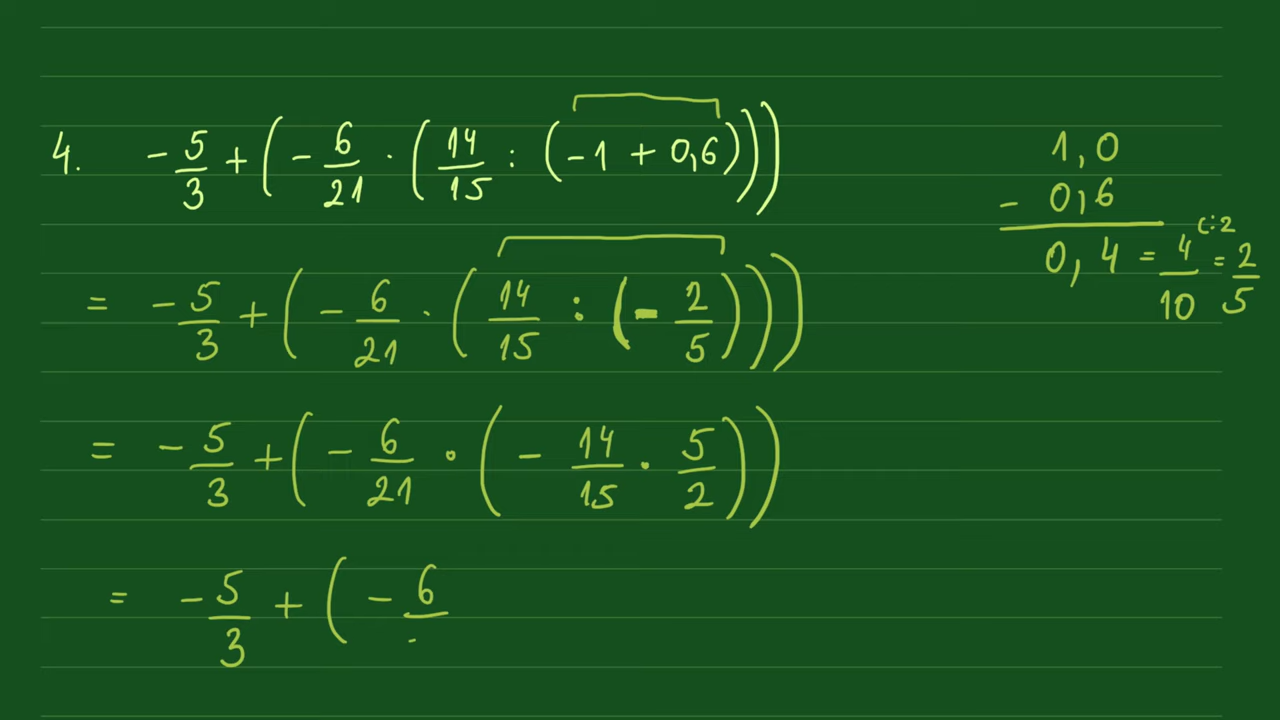 4. - 5/3 + ( - 6/21 · ( 14/15 : ( -1 + 0,6 ) ) )
= - 5/3 + ( - 6/21 · ( 14/15 : ( - 2/5 ) ) )
= - 5/3 + ( - 6/21 · ( - 14/15 · 5/2 ) )
= - 5/3 + ( - 6
1,0
- 0,6
0,4 = 4/10 (:2 = 2/5